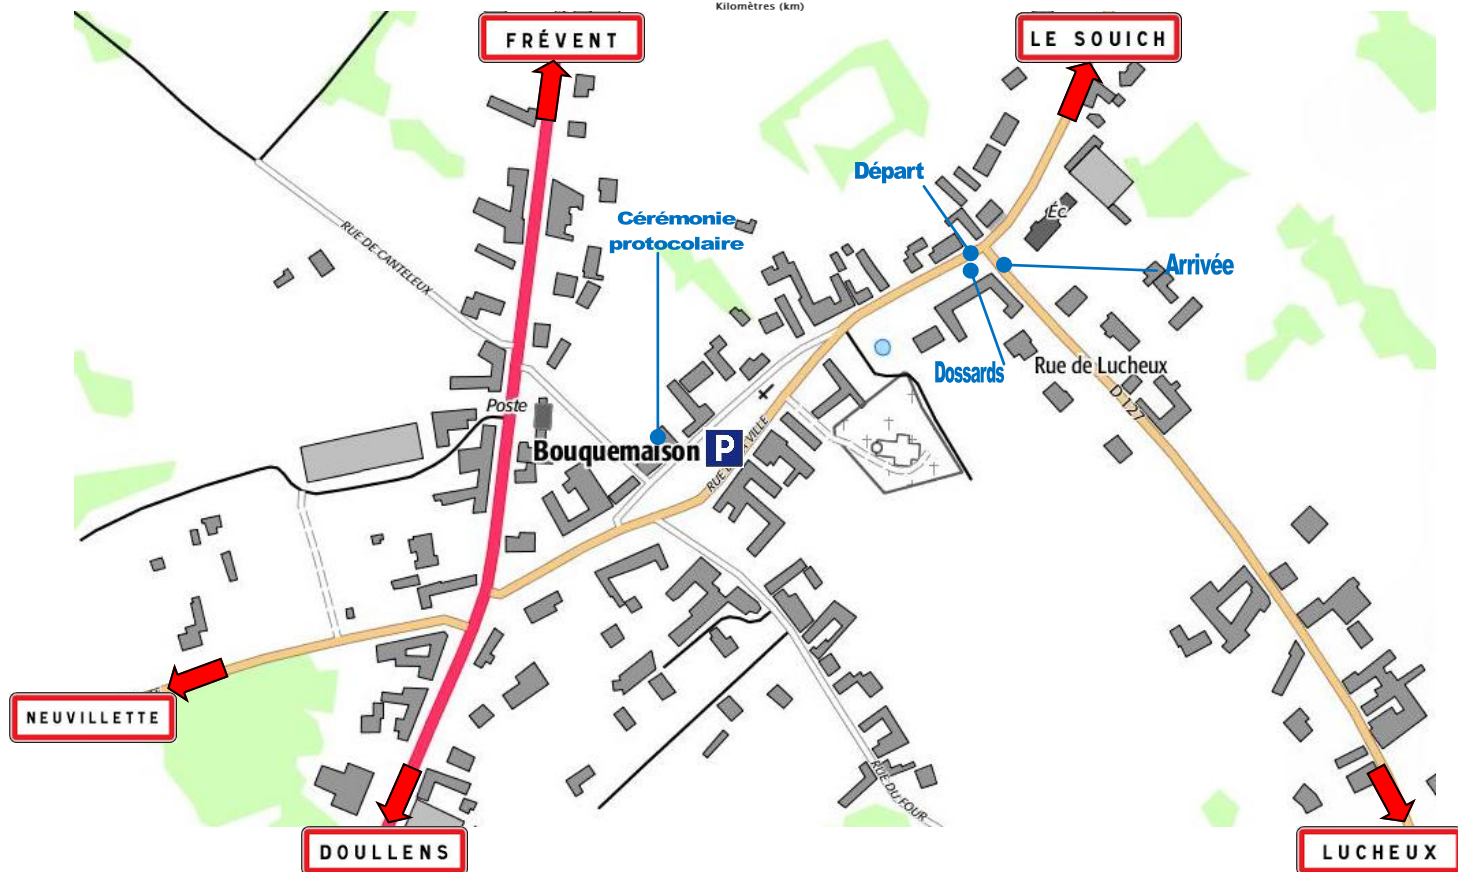 Kilomètres (km)
FRÉVENT
LE SOUICH
Départ
Éc.
Cérémonie
protocolaire
RUE DE CANTELEUX
Arrivée
Dossards
Rue de Lucheux
D 127
Poste
Bouquemaison
P
VILLE
NEUVILLETTE
RUE DU FOUR
DOULLENS
LUCHEUX